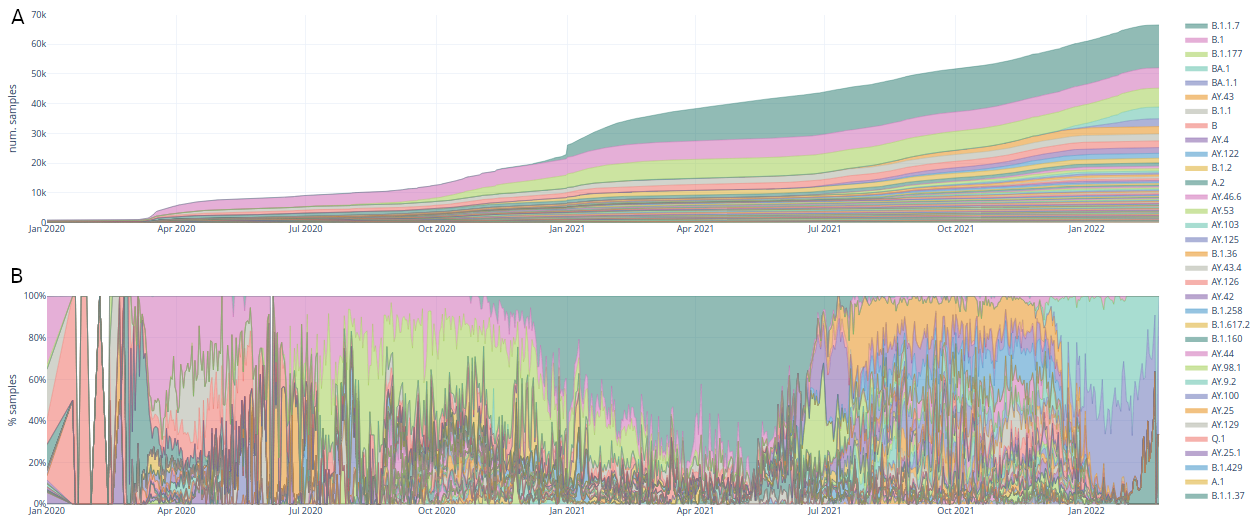 A
70k
60k
50k
40k
30k
20k
10k
0
num. samples
Jan 2020 Apr 2020 Jul 2020 Oct 2020 Jan 2021 Apr 2021 Jul 2021 Oct 2021 Jan 2022
B
100%
80%
60%
40%
20%
0%
% samples
Jan 2020 Apr 2020 Jul 2020 Oct 2020 Jan 2021 Apr 2021 Jul 2021 Oct 2021 Jan 2022
B.1.1.7
B.1
B.1.177
BA.1
BA.1.1
AY.43
B.1.1
B
AY.4
AY.122
B.1.2
A.2
AY.46.6
AY.53
AY.103
AY.125
B.1.36
AY.43.4
AY.126
AY.42
B.1.258
B.1.617.2
B.1.160
AY.44
AY.98.1
AY.9.2
AY.100
AY.25
AY.129
Q.1
AY.25.1
B.1.429
A.1
B.1.1.37